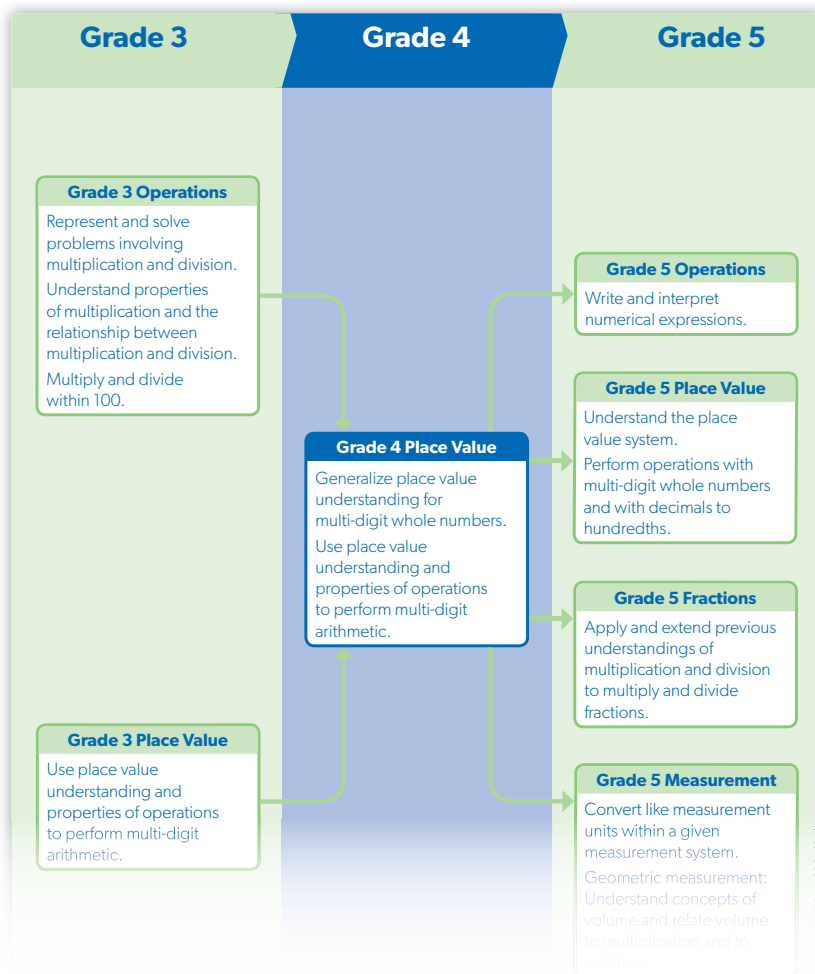 Grade 3
Grade 4
Grade 5
Grade 3 Operations
Represent and solve
problems involving
multiplication and division.
Understand properties
of multiplication and the
relationship between
multiplication and division.
Multiply and divide
within 100.
Grade 3 Place Value
Use place value
understanding and
properties of operations
to perform multi-digit
arithmetic.
Grade 4 Place Value
Generalize place value
understanding for
multi-digit whole numbers.
Use place value
understanding and
properties of operations
to perform multi-digit
arithmetic.
Grade 5 Operations
Write and interpret
numerical expressions.
Grade 5 Place Value
Understand the place
value system.
Perform operations with
multi-digit whole numbers
and with decimals to
hundredths.
Grade 5 Fractions
Apply and extend previous
understandings of
multiplication and division
to multiply and divide
fractions.
Grade 5 Measurement
Convert like measurement
units within a given
measurement system.
Geometric measurement:
Understand concepts of
volume and relate volume
to multiplication and to
addition.